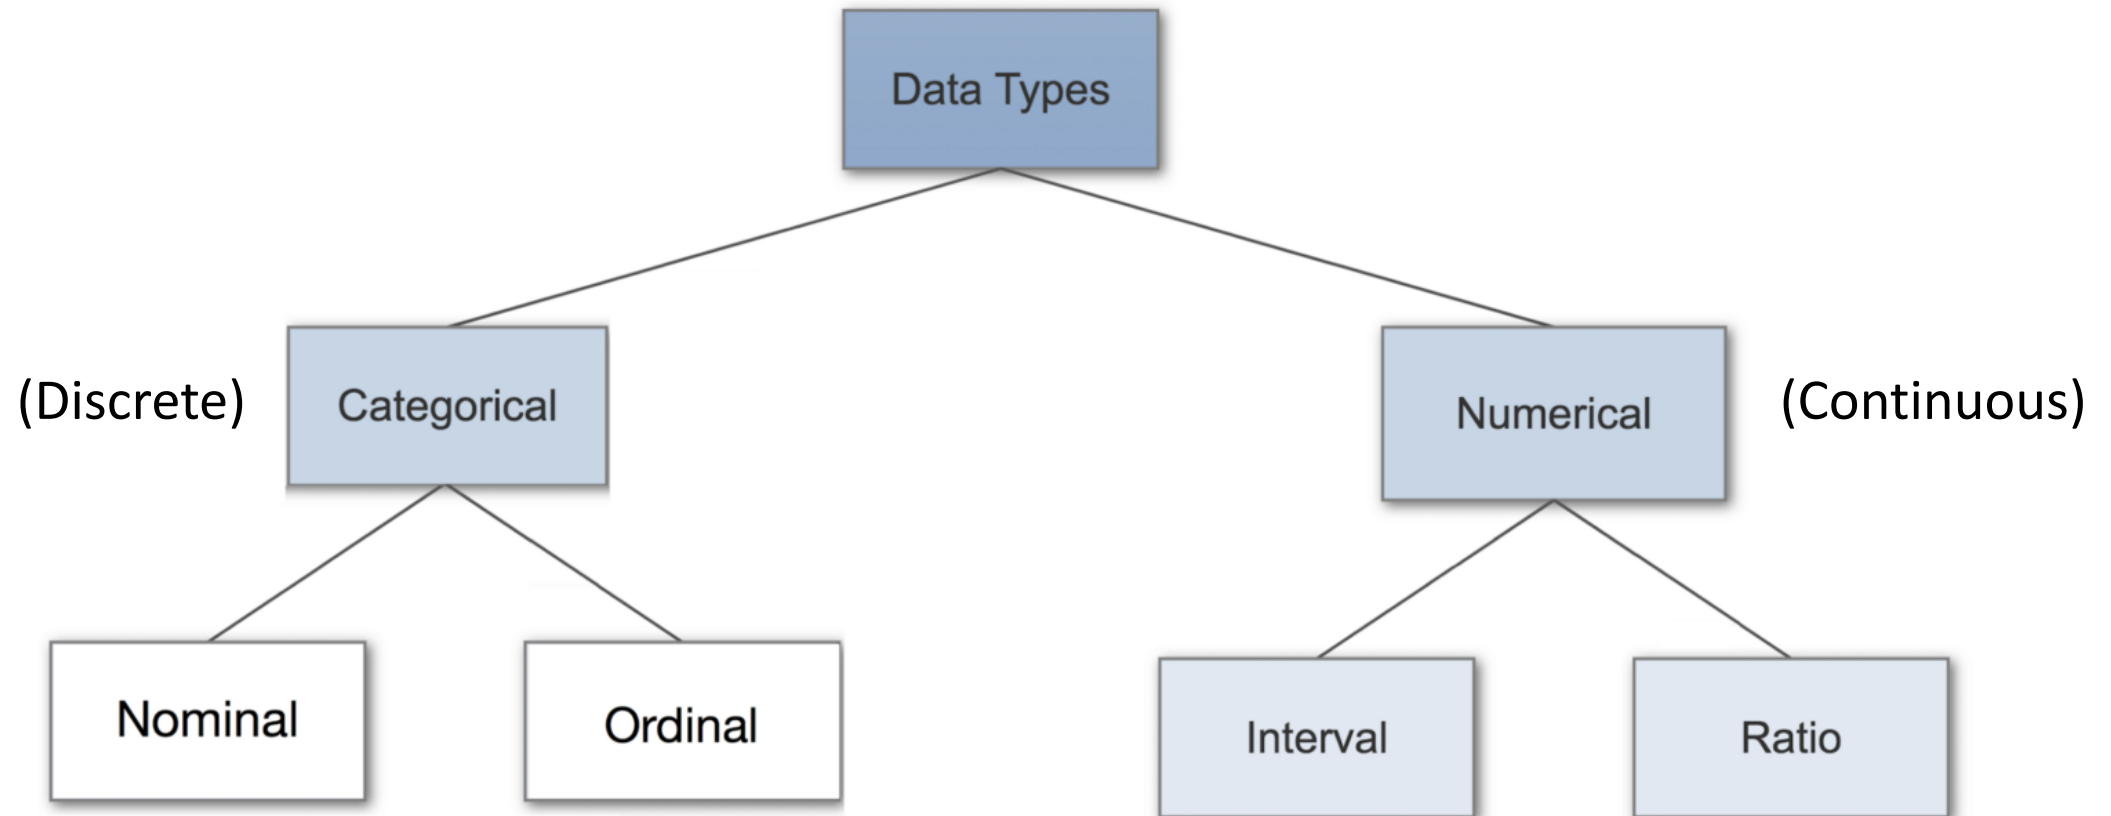 Data Types
(Discrete)
Categorical
Numerical
(Continuous)
Nominal
Ordinal
Interval
Ratio